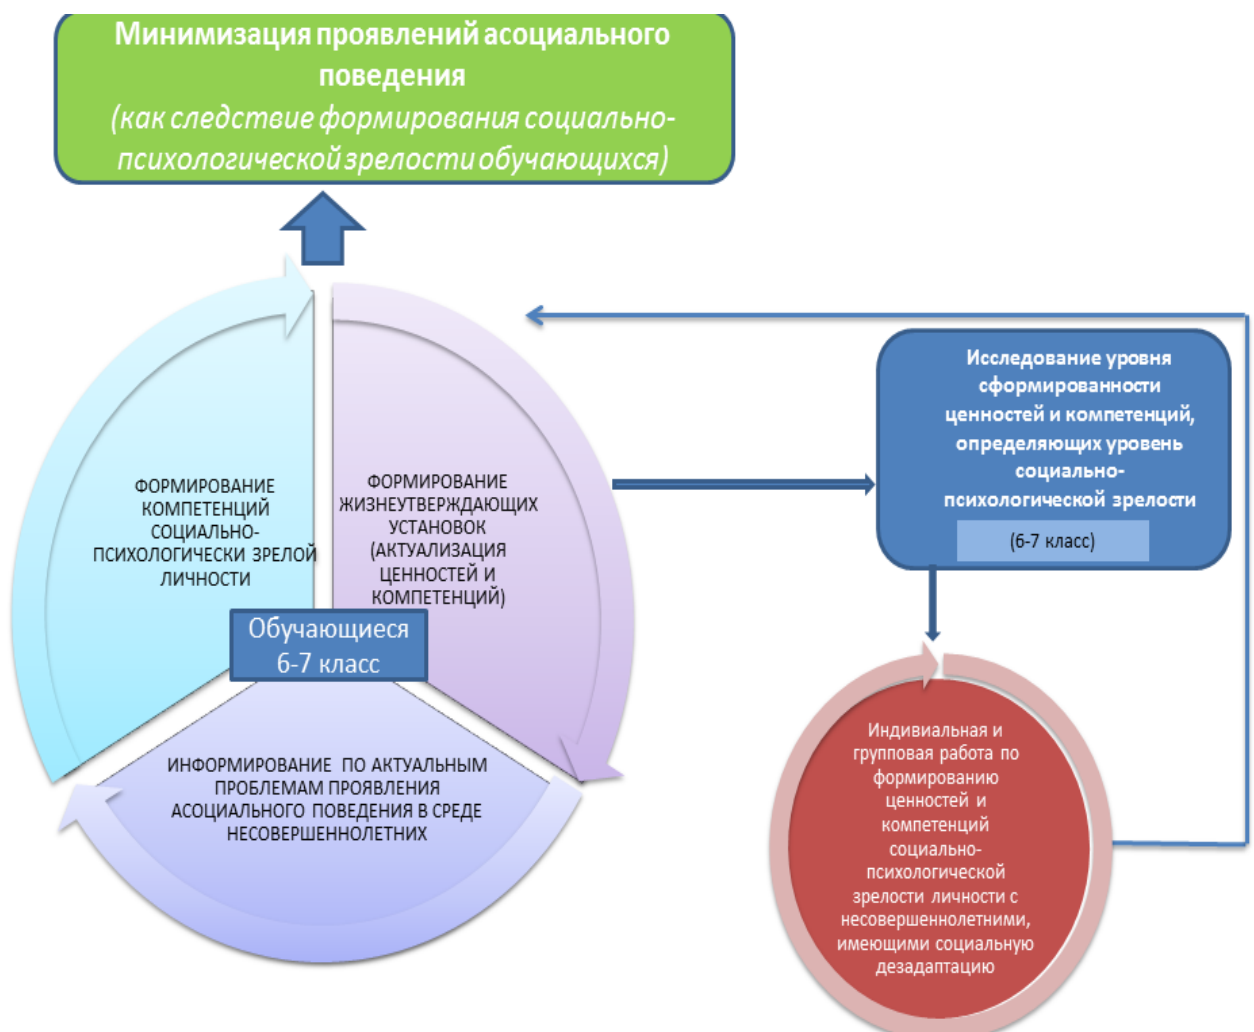 Минимизация проявлений асоциального
поведения
(как следствие формирования социально-
психологической зрелости обучающихся)
ФОРМИРОВАНИЕ
КОМПЕТЕНЦИЙ
СОЦИАЛЬНО-
ПСИХОЛОГИЧЕСКИ ЗРЕЛОЙ
ЛИЧНОСТИ
ФОРМИРОВАНИЕ
ЖИЗНЕУТВЕРЖДАЮЩИХ
УСТАНОВОК
(АКТУАЛИЗАЦИЯ
ЦЕННОСТЕЙ И
КОМПЕТЕНЦИЙ)
Обучающиеся
6-7 класс
ИНФОРМИРОВАНИЕ ПО АКТУАЛЬНЫМ
ПРОБЛЕМАМ ПРОЯВЛЕНИЯ
АСОЦИАЛЬНОГО ПОВЕДЕНИЯ В СРЕДЕ
НЕСОВЕРШЕННОЛЕТНИХ
Исследование уровня
сформированности
ценностей и компетенций,
определяющих уровень
социально-
психологической зрелости
(6-7 класс)
Индивиальная и
групповая работа по
формированию
ценностей и
компетенций
социально-
психологической
зрелости личности с
несовершеннолетними,
имеющими социальную
дезадаптацию